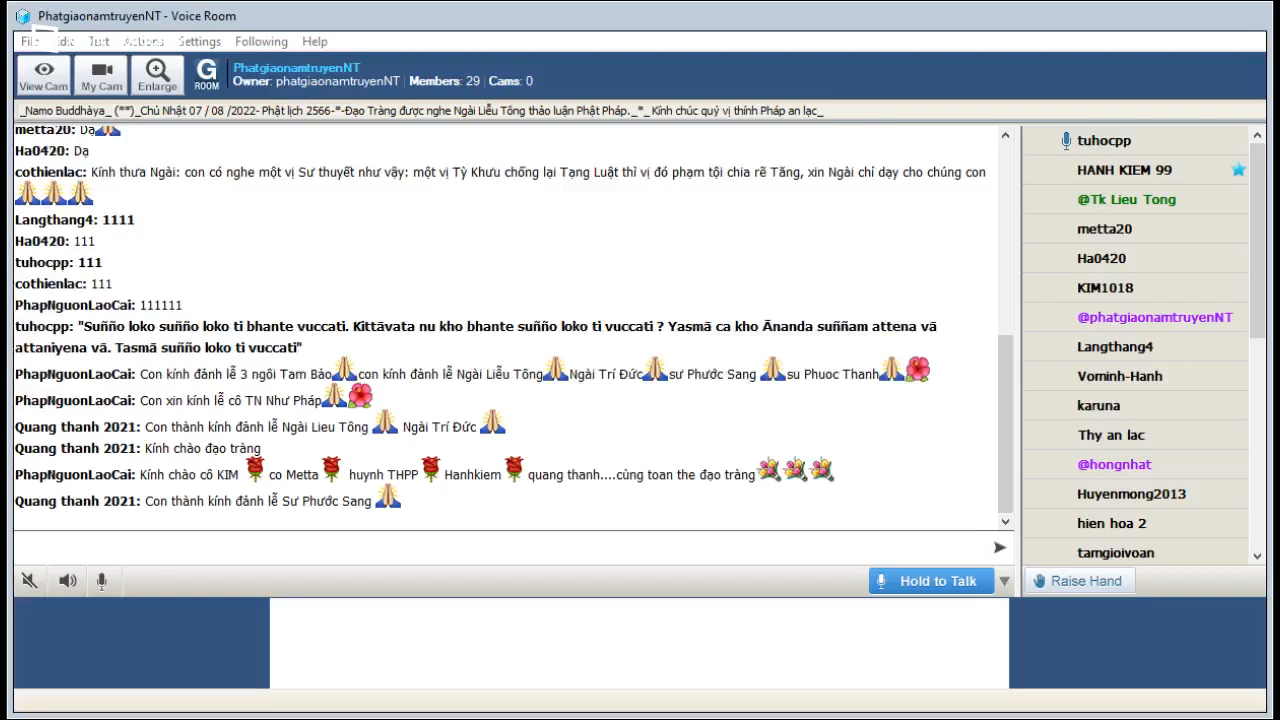 PhatgiaonamtruyenNT - Voice Room
File Edit Text Actions Settings Following Help
View Cam My Cam Enlarge G ROOM
PhatgiaonamtruyenNT
Owner: phatgiaonamtruyenNT | Members: 29 | Cams: 0
_Namo Buddhàya_ (**)_Chủ Nhật 07 / 08 /2022- Phật lịch 2566-*-Đạo Tràng được nghe Ngài Liễu Tông thảo luận Phật Pháp._*_ Kính chúc quý vị thính Pháp an lạc_
metta20: Dạ🙏
Ha0420: Dạ
cothienlac: Kính thưa Ngài: con có nghe một vị Sư thuyết như vậy: một vị Tỳ Khưu chống lại Tạng Luật thì vị đó phạm tội chia rẽ Tăng, xin Ngài chỉ dạy cho chúng con
🙏🙏🙏
Langthang4: 1111
Ha0420: 111
tuhocpp: 111
cothienlac: 111
PhapNguonLaoCai: 111111
tuhocpp: "Suñño loko suñño loko ti bhante vuccati. Kittāvata nu kho bhante suñño loko ti vuccati ? Yasmā ca kho Ānanda suññam attena vā
attaniyena vā. Tasmā suñño loko ti vuccati"
PhapNguonLaoCai: Con kính đảnh lễ 3 ngôi Tam Bảo🙏con kính đảnh lễ Ngài Liễu Tông🙏Ngài Trí Đức🙏sư Phước Sang 🙏su Phuoc Thanh🙏🌺
PhapNguonLaoCai: Con xin kính lễ cô TN Như Pháp🙏🌺
Quang thanh 2021: Con thành kính đảnh lễ Ngài Lieu Tông 🙏 Ngài Trí Đức 🙏
Quang thanh 2021: Kính chào đạo tràng
PhapNguonLaoCai: Kính chào cô KIM 🌹 co Metta 🌹 huynh THPP 🌹 Hanhkiem 🌹 quang thanh....cùng toan the đạo tràng💐💐💐
Quang thanh 2021: Con thành kính đảnh lễ Sư Phước Sang 🙏
Hold to Talk
tuhocpp
HANH KIEM 99
@Tk Lieu Tong
metta20
Ha0420
KIM1018
@phatgiaonamtruyenNT
Langthang4
Vominh-Hanh
karuna
Thy an lac
@hongnhat
Huyenmong2013
hien hoa 2
tamgioivoan
Raise Hand